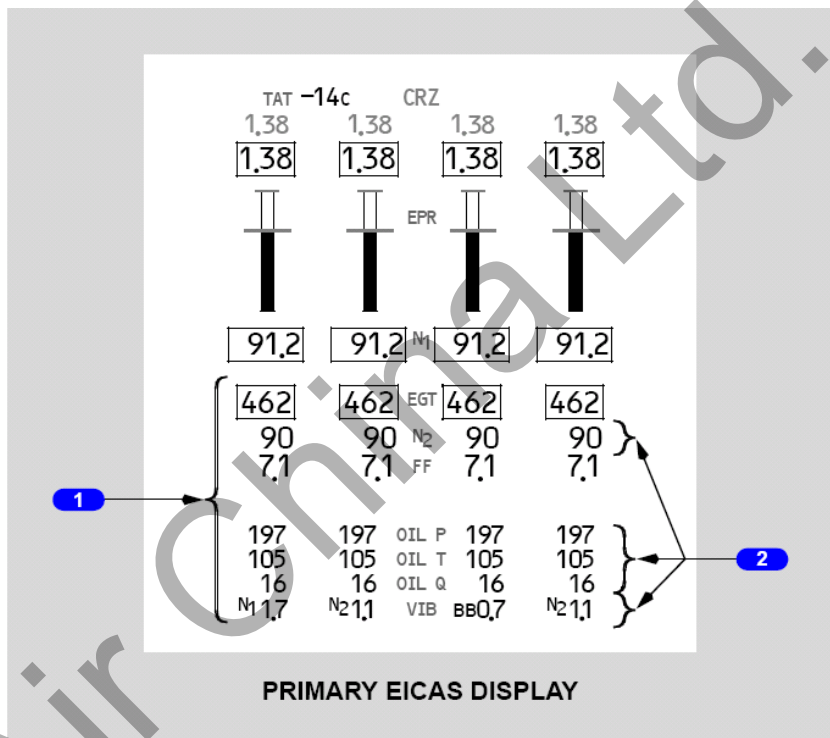 TAT −14c CRZ
1.38 1.38 1.38 1.38
1.38 1.38 1.38 1.38
EPR
91.2 91.2 N1 91.2 91.2
462 462 EGT 462 462
90 90 N2 90 90
7.1 7.1 FF 7.1 7.1
1
2
197 197 OIL P 197 197
105 105 OIL T 105 105
16 16 OIL Q 16 16
N1 1.7 N2 1.1 VIB BB 0.7 N2 1.1
PRIMARY EICAS DISPLAY
ir China Ltd.